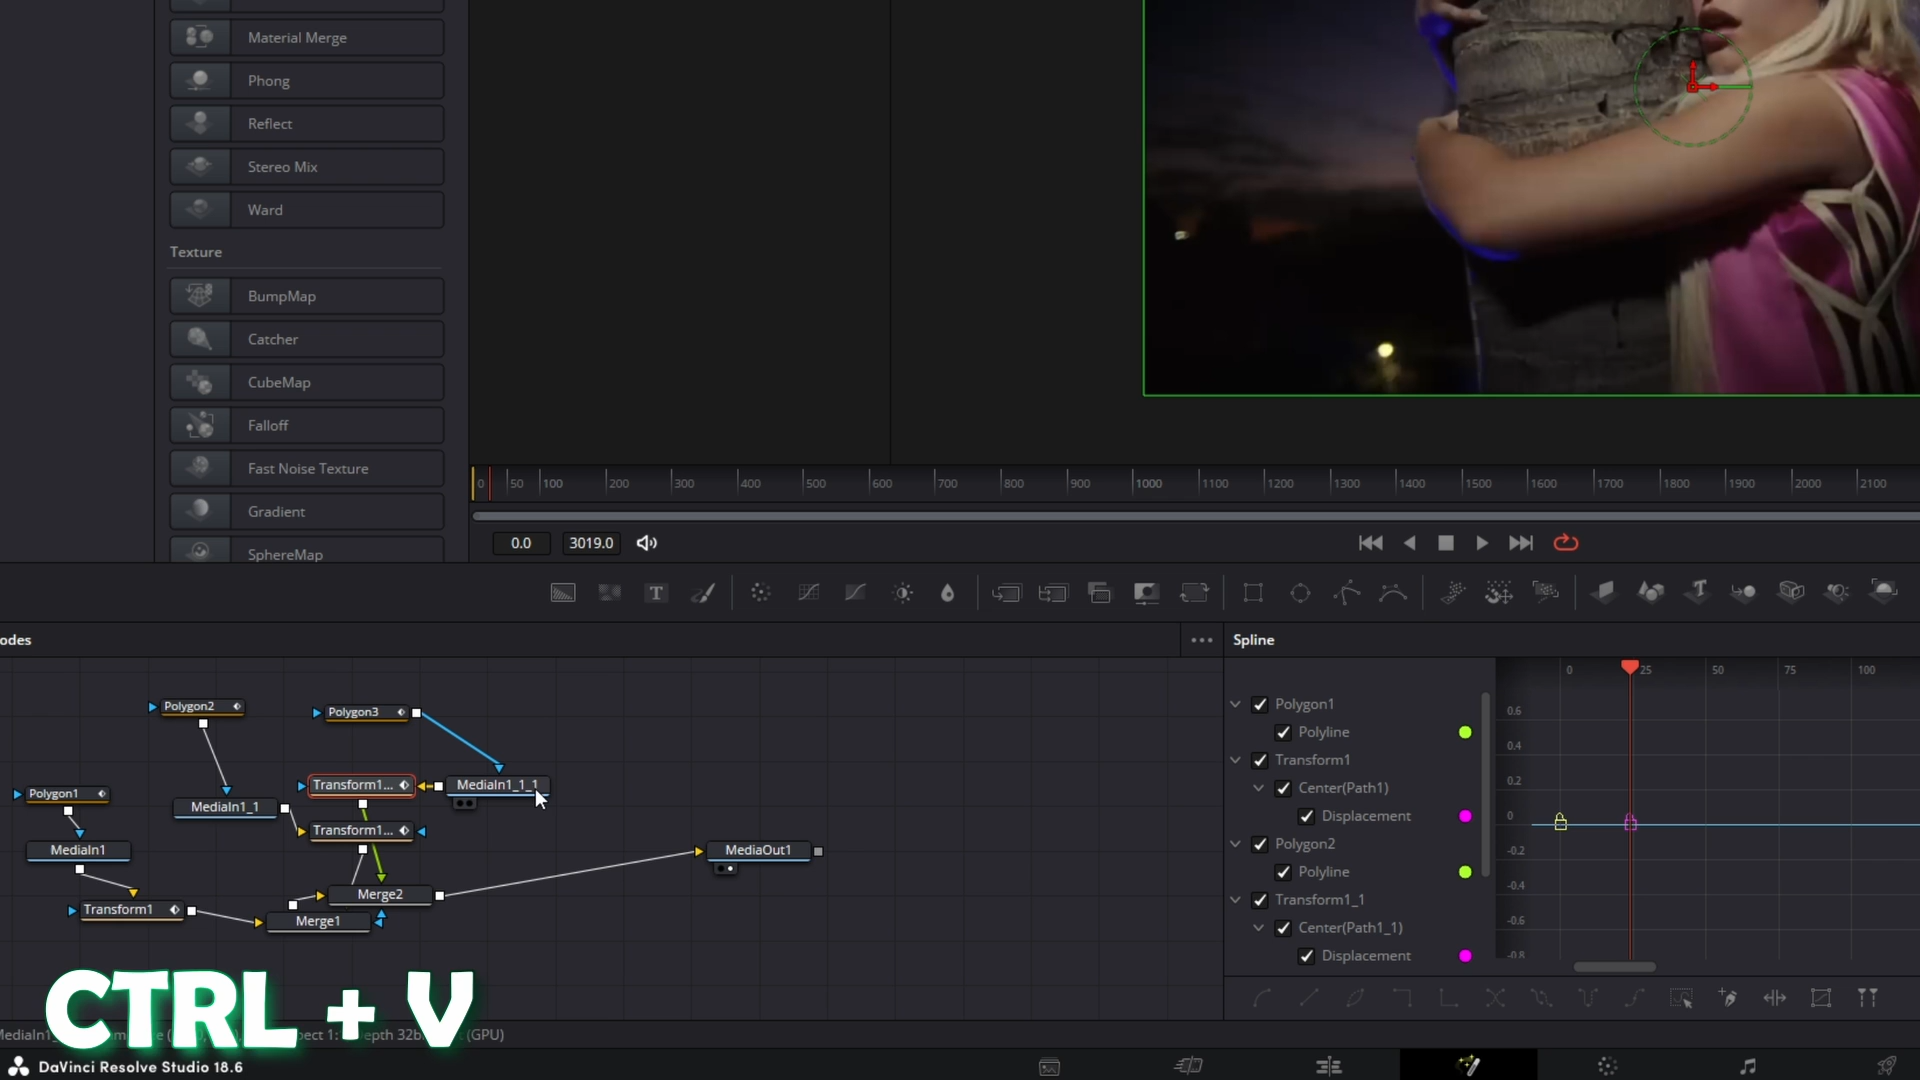 Material Merge
Phong
Reflect
Stereo Mix
Ward
Texture
BumpMap
Catcher
CubeMap
Falloff
Fast Noise Texture
Gradient
SphereMap
0 50 100 200 300 400 500 600 700 800 900 1000 1100 1200 1300 1400 1500 1600 1700 1800 1900 2000 2100
0.0 3019.0
T
T
odes
Spline
0 25 50 75 100
Polygon2
Polygon3
Polygon1
Polyline
Transform1... MediaIn1_1_1
Transform1
Polygon1
MediaIn1_1
Center(Path1)
Transform1...
Displacement
MediaIn1
MediaOut1
Polygon2
Polyline
Merge2
Transform1
Merge1
Transform1_1
Center(Path1_1)
Displacement
0.6
0.4
0.2
0
-0.2
-0.4
-0.6
-0.8
CTRL + V
MediaIn1 pect 1: depth 32b (GPU)
DaVinci Resolve Studio 18.6